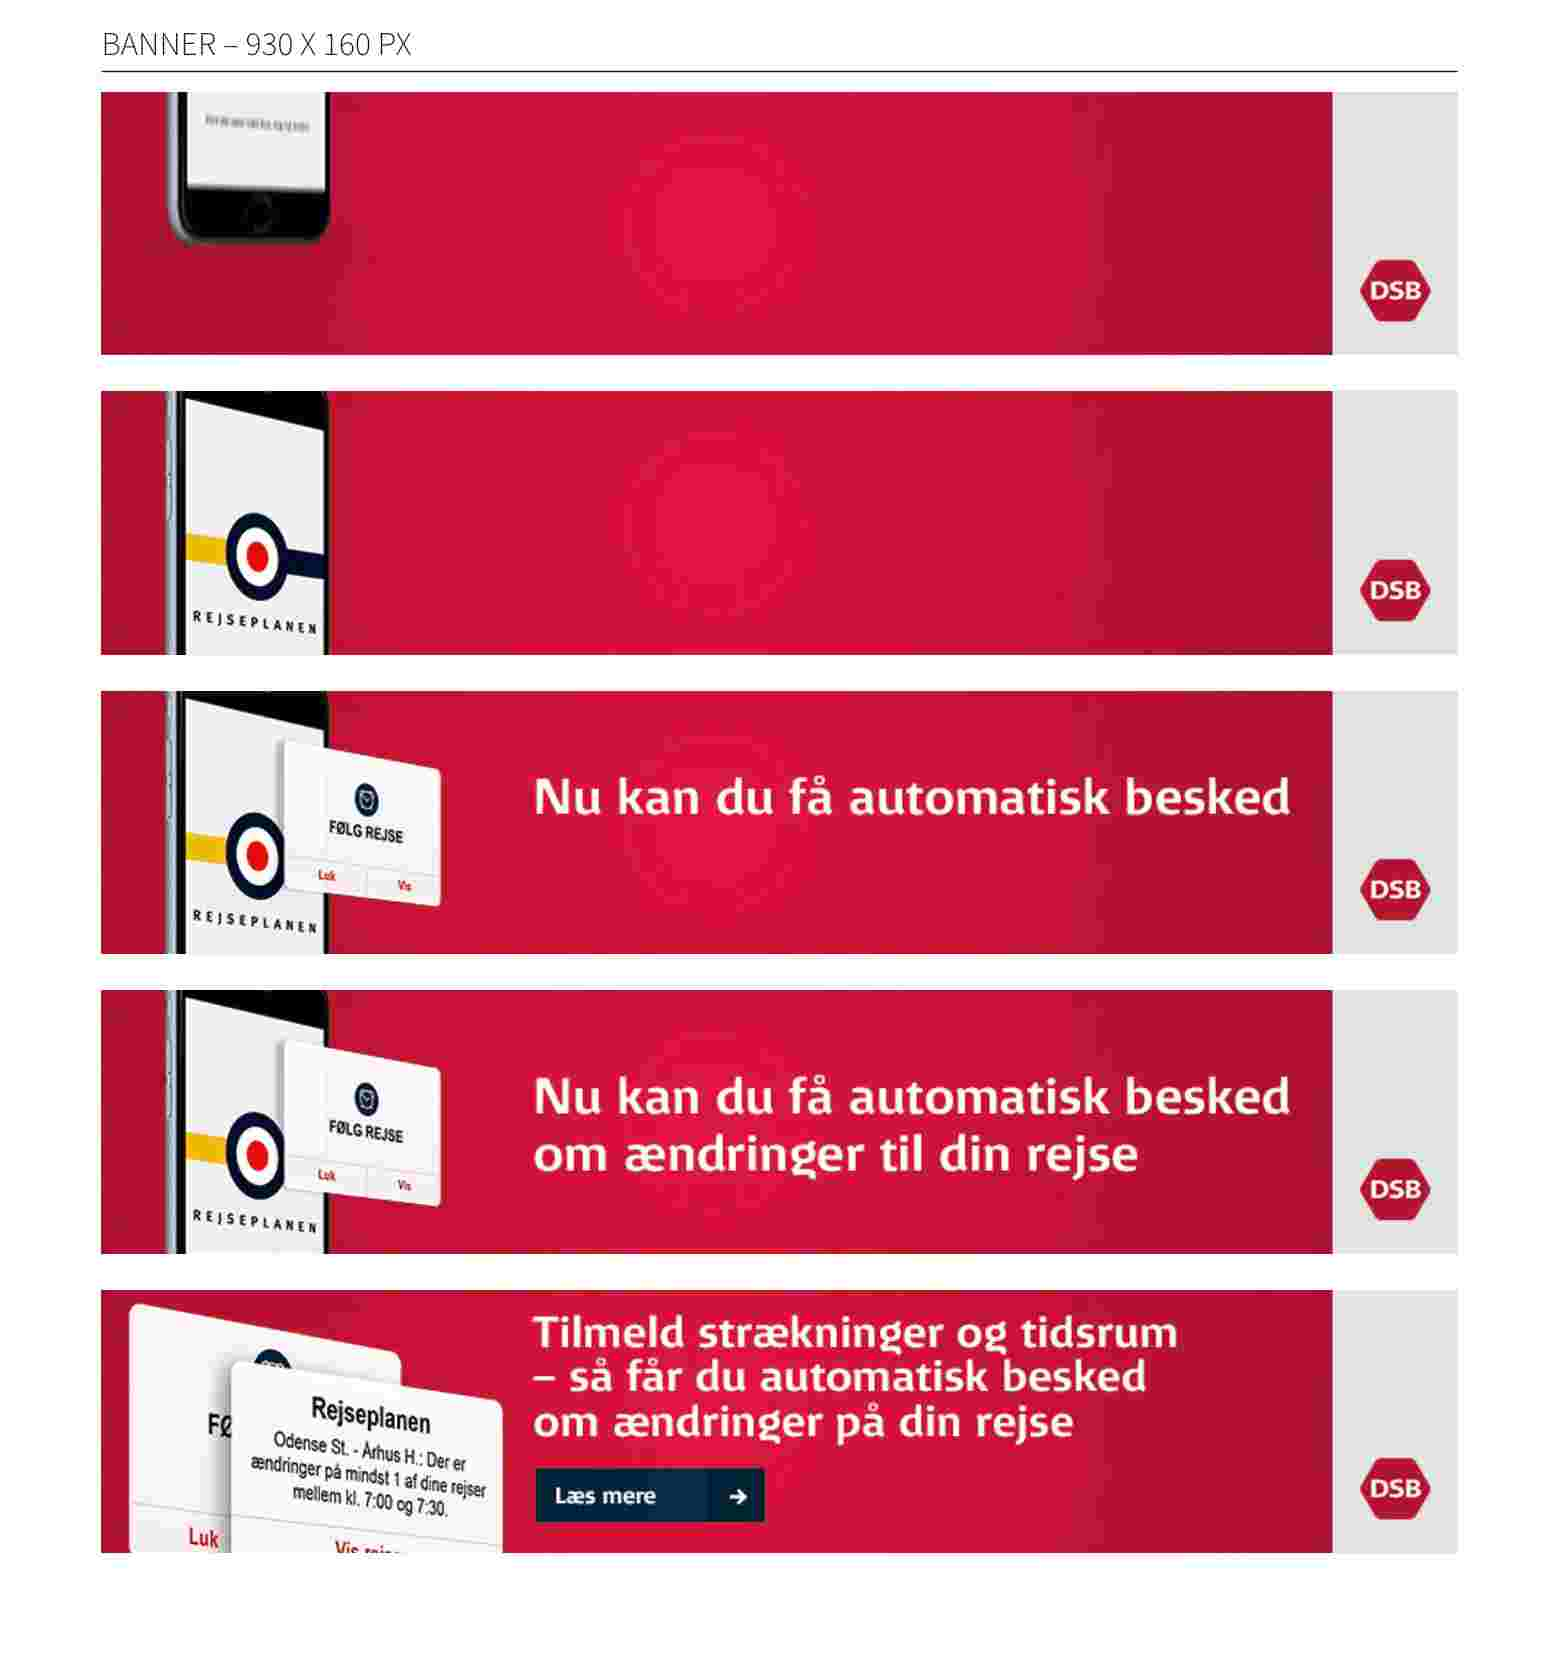 BANNER – 930 X 160 PX
DSB
REJSEPLANEN
DSB
FØLG REJSE
Luk Vis
REJSEPLANEN
Nu kan du få automatisk besked
DSB
FØLG REJSE
Luk Vis
REJSEPLANEN
Nu kan du få automatisk besked
om ændringer til din rejse
DSB
FØ
Luk
Rejseplanen
Odense St. - Århus H.: Der er
ændringer på mindst 1 af dine rejser
mellem kl. 7:00 og 7:30.
Vis
Tilmeld strækninger og tidsrum
– så får du automatisk besked
om ændringer på din rejse
Læs mere
DSB